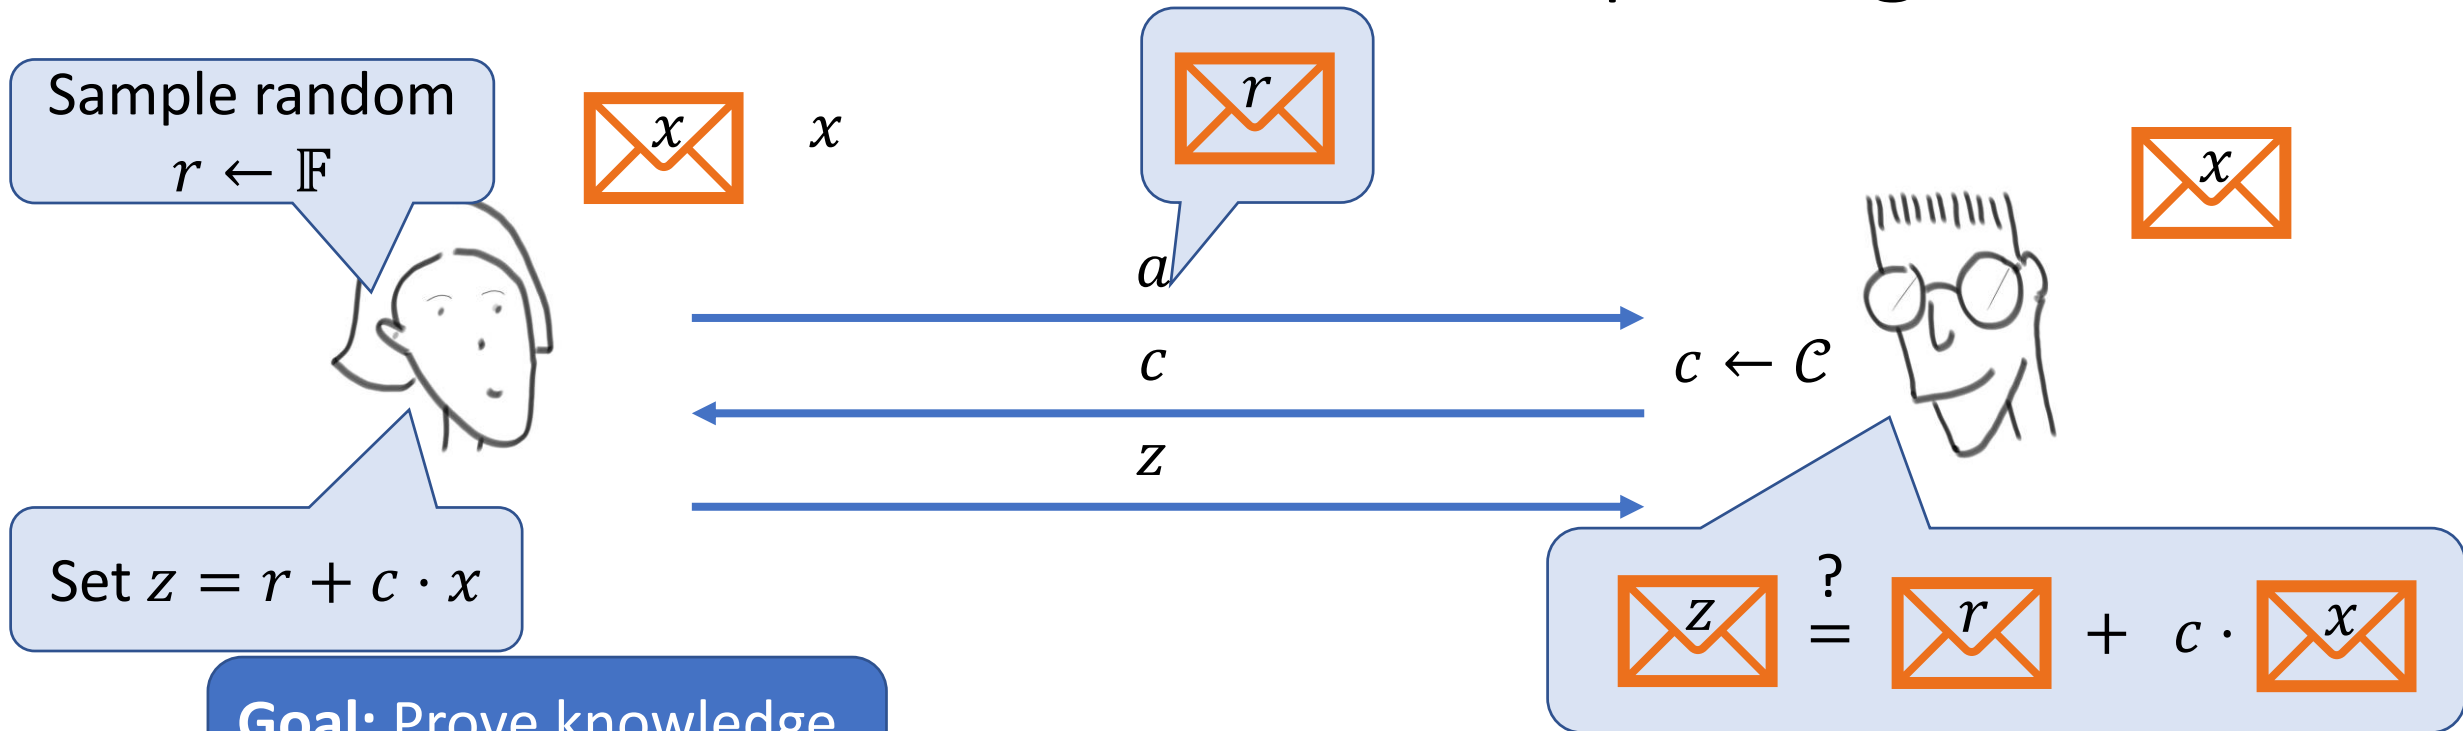 Sample random
r ← 𝔽
x
x
r
x
a
c
c ← 𝒞
z
Set z = r + c · x
z ≟ r + c · x
Goal: Prove knowledge